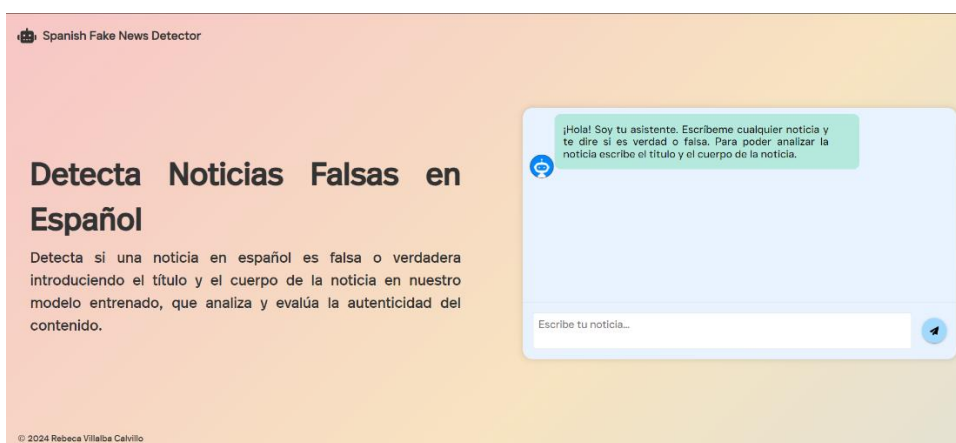 Spanish Fake News Detector
Detecta Noticias Falsas en
Español
Detecta si una noticia en español es falsa o verdadera
introduciendo el título y el cuerpo de la noticia en nuestro
modelo entrenado, que analiza y evalúa la autenticidad del
contenido.
¡Hola! Soy tu asistente. Escríbeme cualquier noticia y
te dire si es verdad o falsa. Para poder analizar la
noticia escribe el título y el cuerpo de la noticia.
Escribe tu noticia...
© 2024 Rebeca Villalba Calvillo